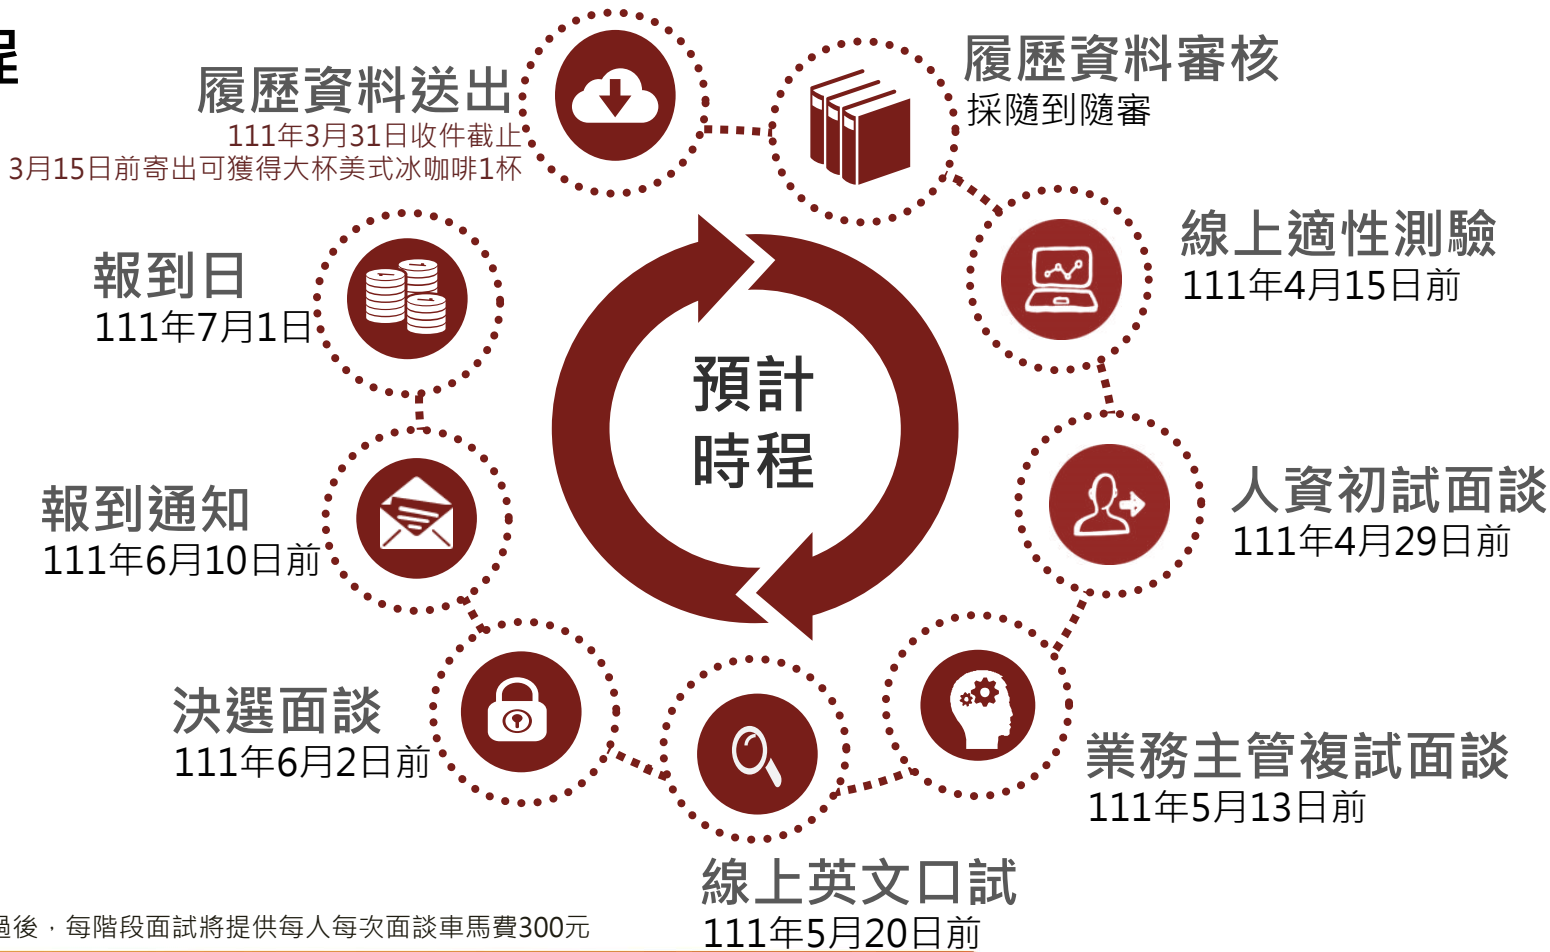 程
履歷資料送出
111年3月31日收件截止
3月15日前寄出可獲得大杯美式冰咖啡1杯
履歷資料審核
採隨到隨審
線上適性測驗
111年4月15日前
人資初試面談
111年4月29日前
業務主管複試面談
111年5月13日前
線上英文口試
111年5月20日前
決選面談
111年6月2日前
報到通知
111年6月10日前
報到日
111年7月1日
預計
時程
過後，每階段面試將提供每人每次面談車馬費300元